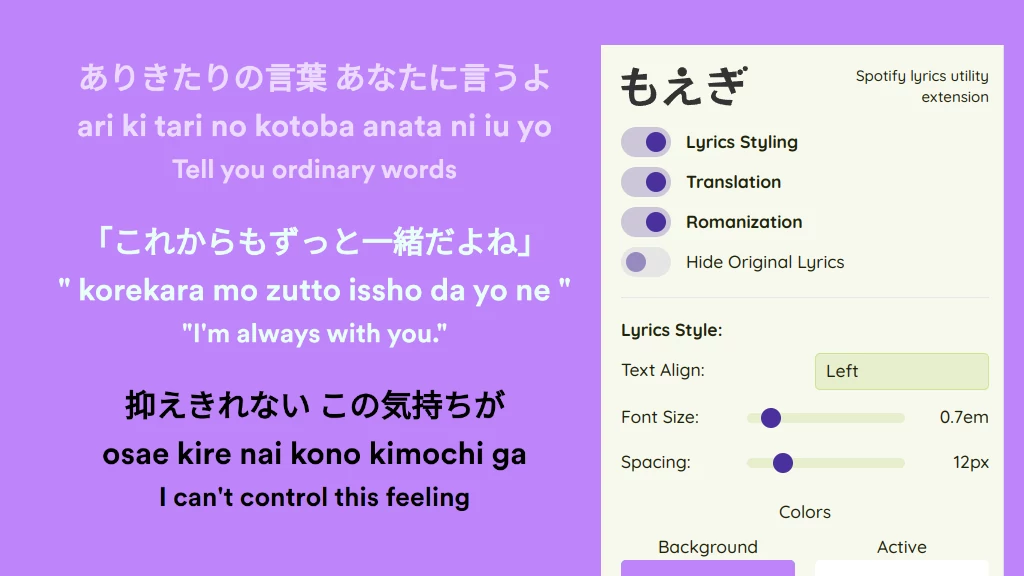 ありきたりの言葉 あなたに言うよ
ari ki tari no kotoba anata ni iu yo
Tell you ordinary words
「これからもずっと一緒だよね」
" korekara mo zutto issho da yo ne "
"I'm always with you."
抑えきれない この気持ちが
osae kire nai kono kimochi ga
I can't control this feeling
もえぎ
Spotify lyrics utility
extension
Lyrics Styling
Translation
Romanization
Hide Original Lyrics
Lyrics Style:
Text Align: Left
Font Size: 0.7em
Spacing: 12px
Colors
Background Active